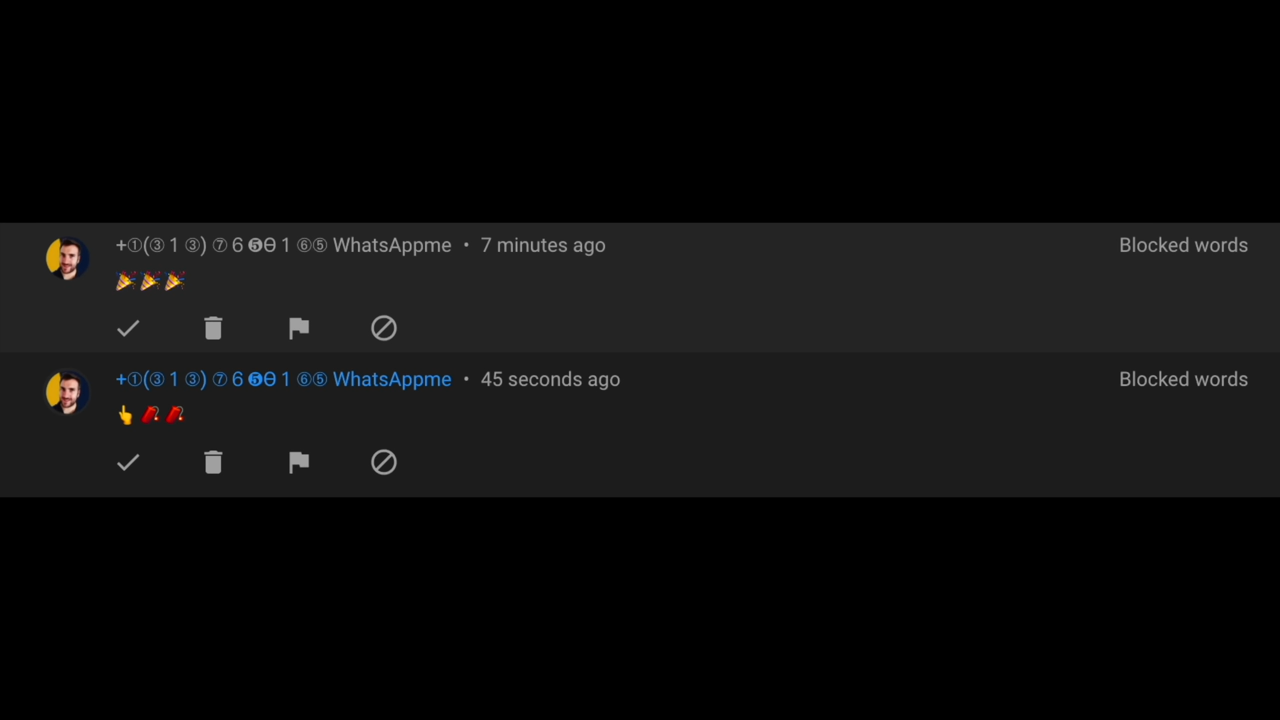 +①(③ 1 ③) ⑦ 6 ❺Ɵ 1 ⑥⑤ WhatsAppme • 7 minutes ago Blocked words
🎉🎉🎉
+①(③ 1 ③) ⑦ 6 ❺Ɵ 1 ⑥⑤ WhatsAppme • 45 seconds ago Blocked words
👆🧨🧨